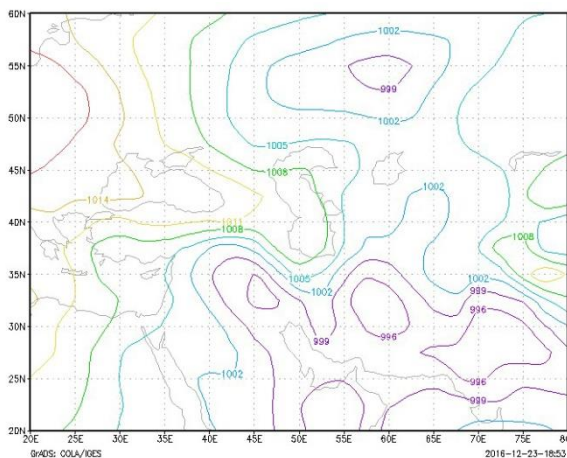 60N
1002
55N
999
50N
1002
1005
45N
1008
1002
1014
1011
40N
1008
1008
1005
1002
35N
1002
999
996
999
996
30N
25N
1002
996
999
20N
20E 25E 30E 35E 40E 45E 50E 55E 60E 65E 70E 75E 80
GrADS: COLA/IGES
2016-12-23-18:53